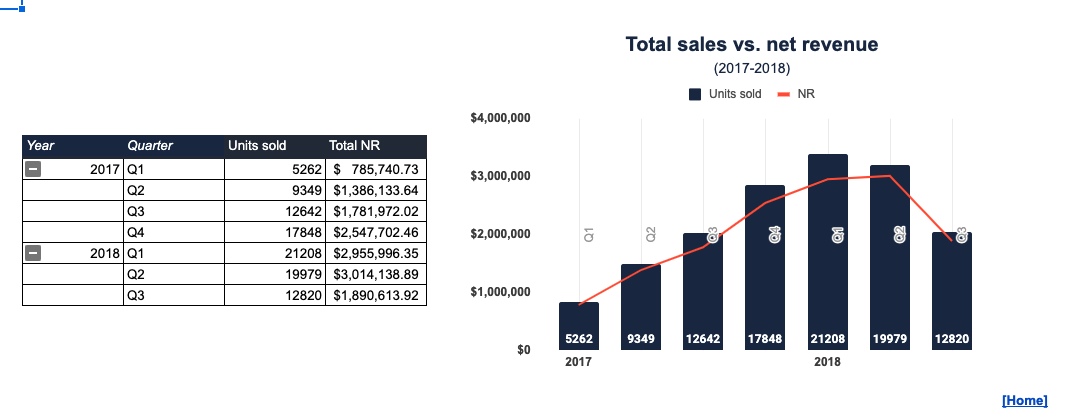 Total sales vs. net revenue
(2017-2018)
Units sold NR
Year Quarter Units sold Total NR
2017 Q1 5262 $ 785,740.73
Q2 9349 $1,386,133.64
Q3 12642 $1,781,972.02
Q4 17848 $2,547,702.46
2018 Q1 21208 $2,955,996.35
Q2 19979 $3,014,138.89
Q3 12820 $1,890,613.92
$4,000,000
$3,000,000
$2,000,000
$1,000,000
$0
Q1 Q2 Q3 Q4 Q1 Q2 Q3
5262 9349 12642 17848 21208 19979 12820
2017 2018
[Home]